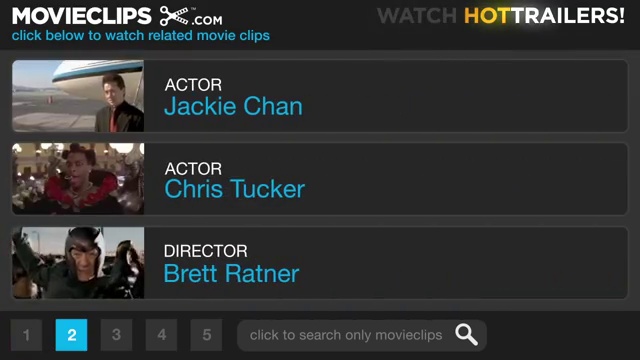 MOVIECLIPS .COM
WATCH HOTTRAILERS!
click below to watch related movie clips
ACTOR
Jackie Chan
ACTOR
Chris Tucker
DIRECTOR
Brett Ratner
1 2 3 4 5 click to search only movieclips